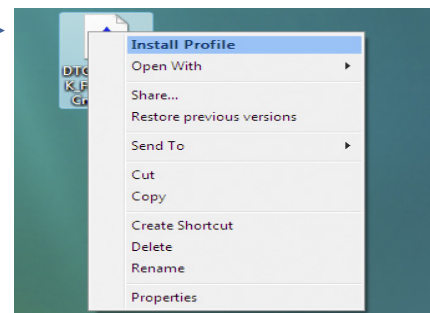 Install Profile
Open With
Share...
Restore previous versions
Send To
Cut
Copy
Create Shortcut
Delete
Rename
Properties